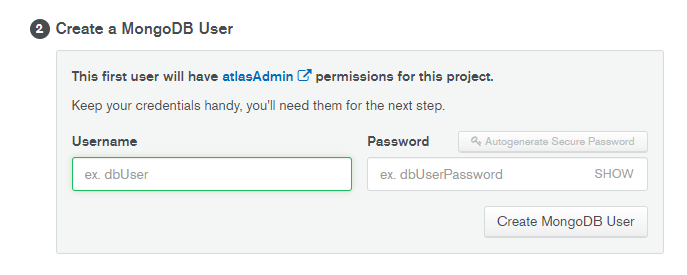 2 Create a MongoDB User
This first user will have atlasAdmin permissions for this project.
Keep your credentials handy, you'll need them for the next step.
Username
Password
Autogenerate Secure Password
ex. dbUser
ex. dbUserPassword
SHOW
Create MongoDB User